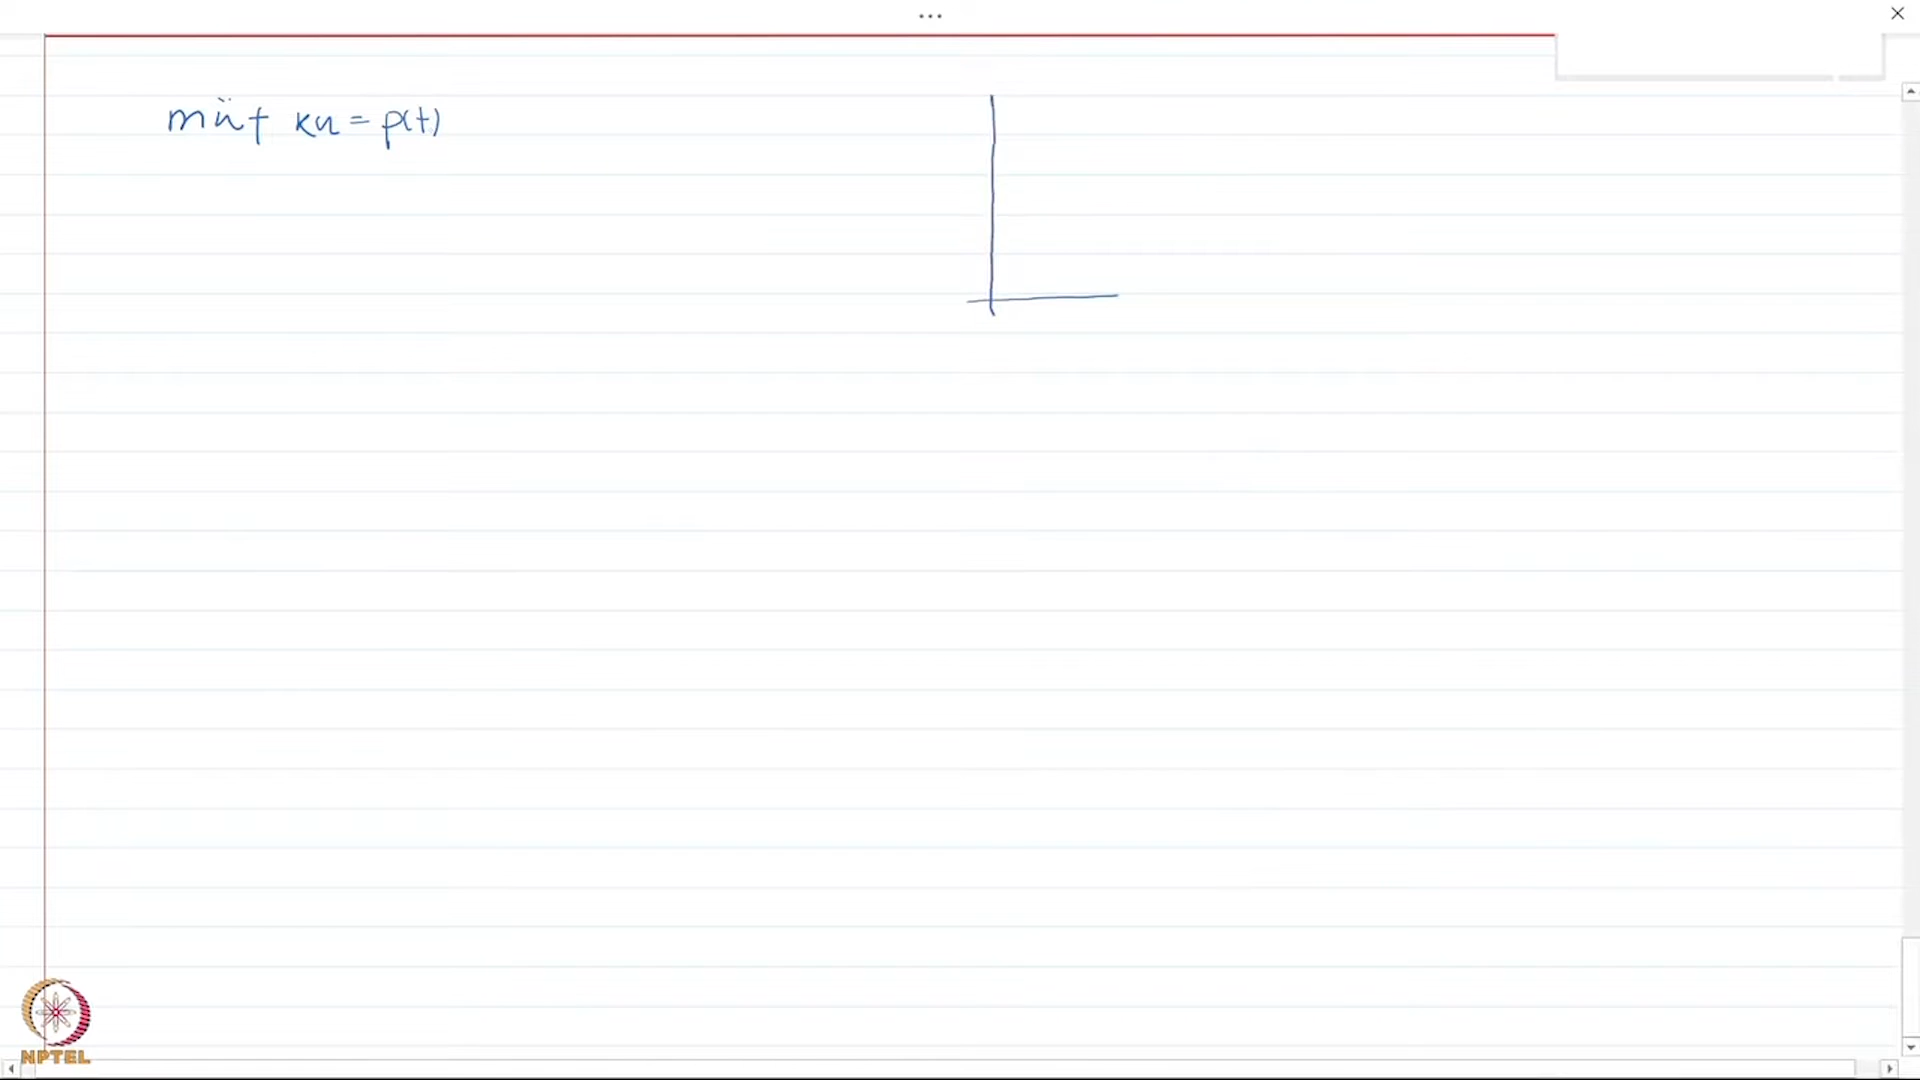 mü + ku = p(t)
NPTEL